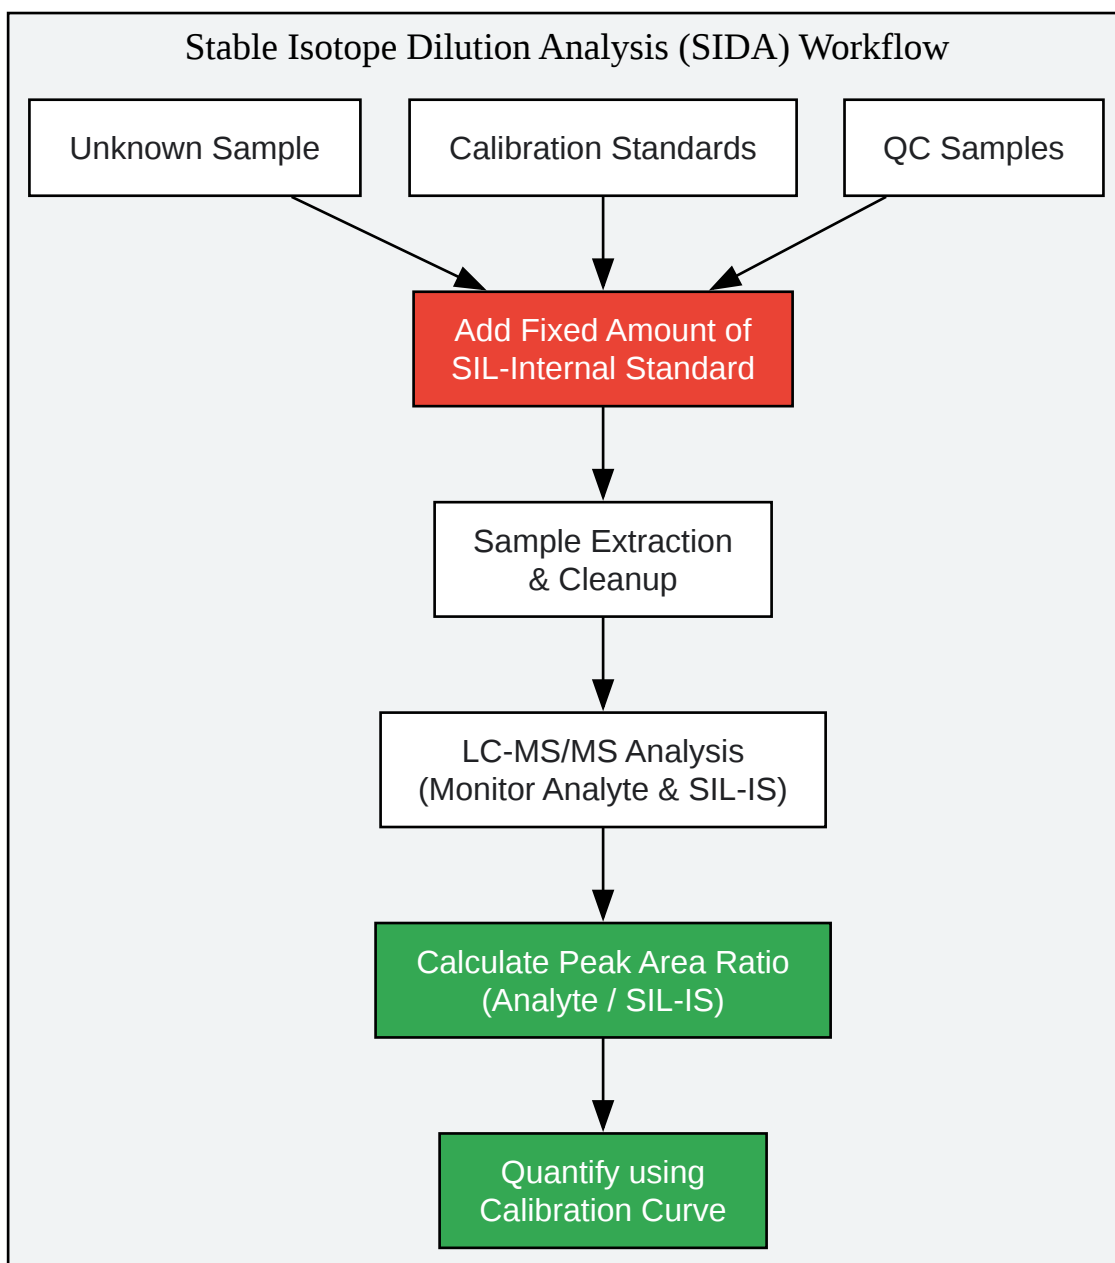 Stable Isotope Dilution Analysis (SIDA) Workflow
Unknown Sample
Calibration Standards
QC Samples
Add Fixed Amount of
SIL-Internal Standard
Sample Extraction
& Cleanup
LC-MS/MS Analysis
(Monitor Analyte & SIL-IS)
Calculate Peak Area Ratio
(Analyte / SIL-IS)
Quantify using
Calibration Curve